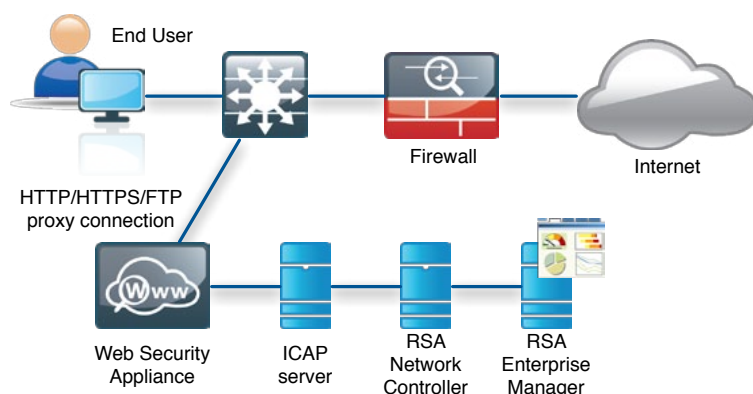 End User
Firewall
Internet
HTTP/HTTPS/FTP
proxy connection
Www
Web Security
Appliance
ICAP
server
RSA
Network
Controller
RSA
Enterprise
Manager